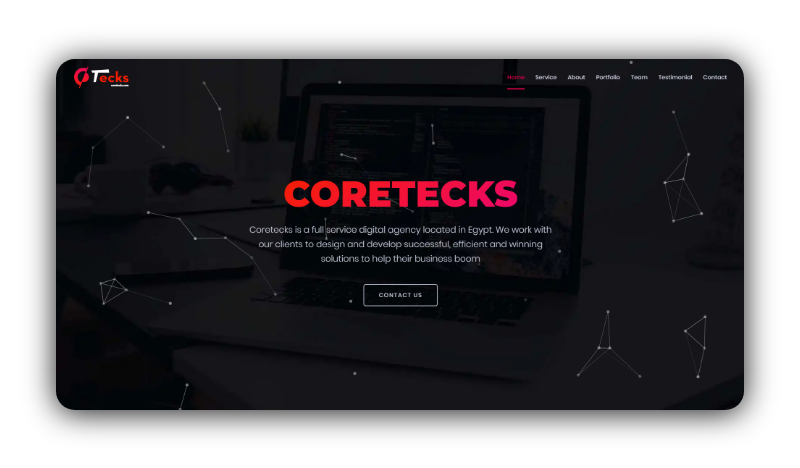 Tecks
Home Service About Portfolio Team Testimonial Contact
CORETECKS
Coretecks is a full service digital agency located in Egypt. We work with
our clients to design and develop successful, efficient and winning
solutions to help their business boom
CONTACT US